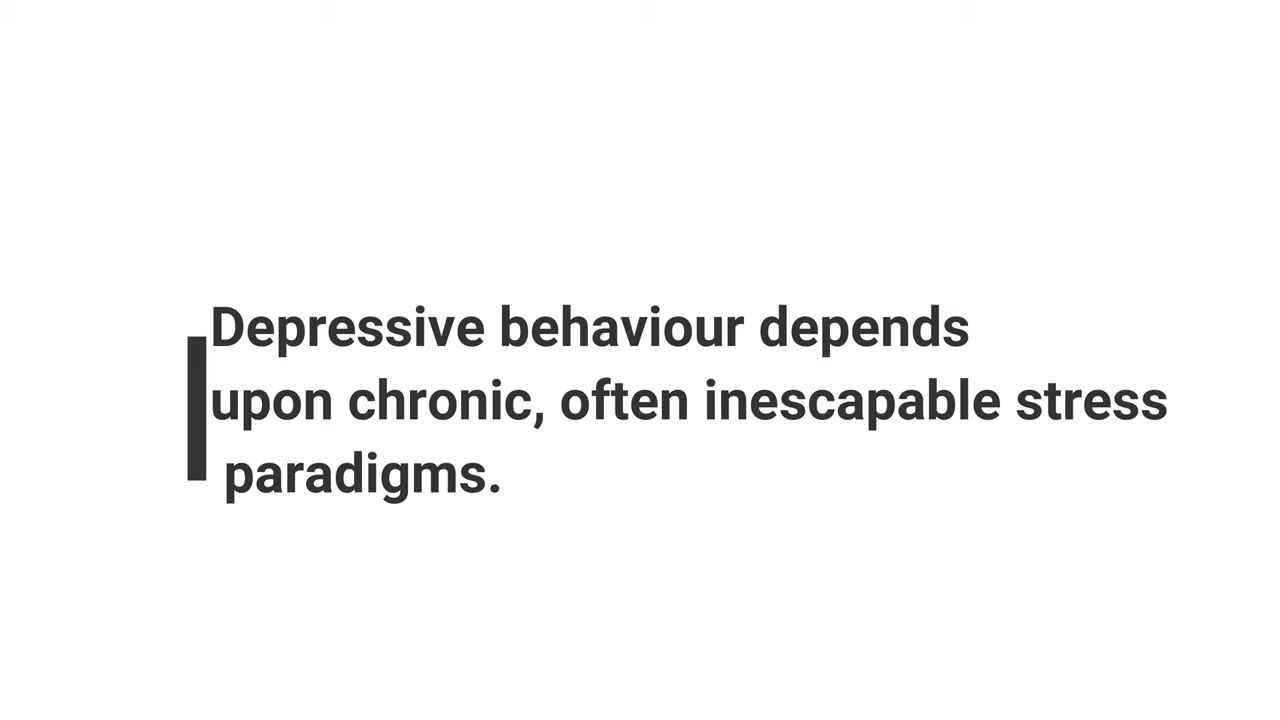 Depressive behaviour depends
upon chronic, often inescapable stress
paradigms.